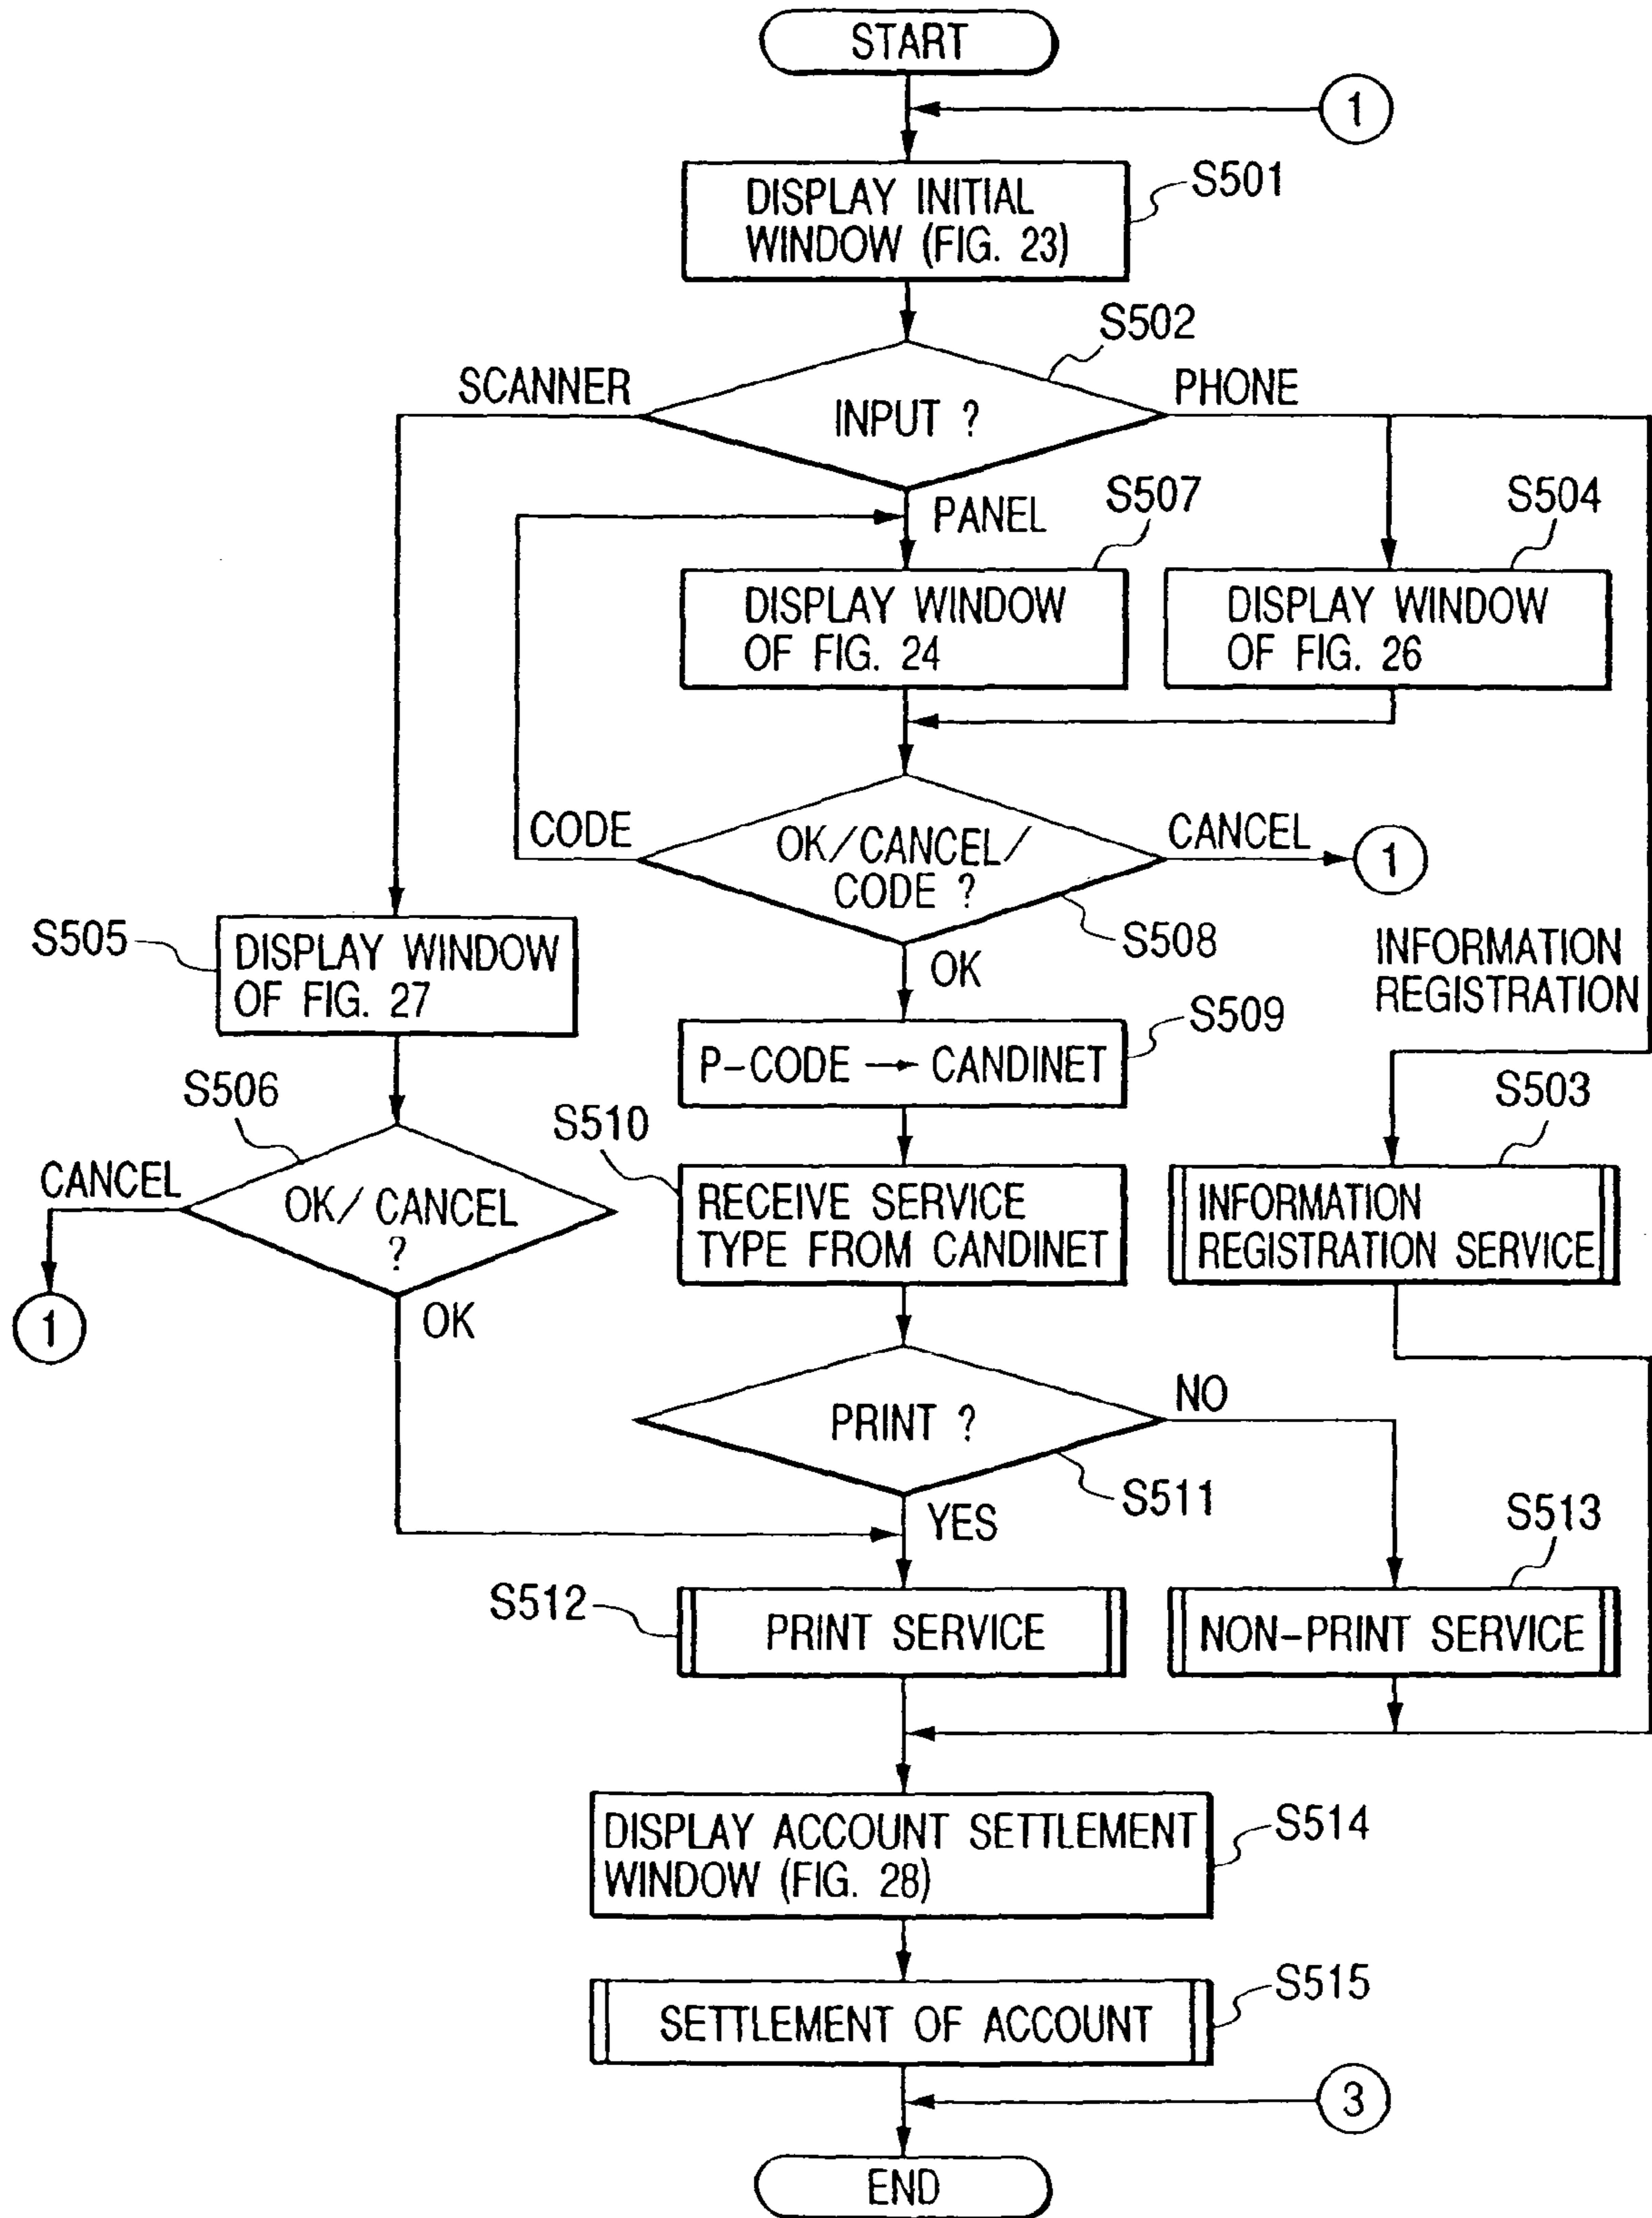 START
1
DISPLAY INITIAL
WINDOW (FIG. 23)
S501
S502
SCANNER
INPUT ?
PHONE
PANEL
S507
S504
DISPLAY WINDOW
OF FIG. 24
DISPLAY WINDOW
OF FIG. 26
CODE
OK/CANCEL/
CODE ?
CANCEL
1
S508
OK
S505
DISPLAY WINDOW
OF FIG. 27
INFORMATION
REGISTRATION
S509
P-CODE → CANDINET
S506
S510
S503
CANCEL
OK/ CANCEL
?
RECEIVE SERVICE
TYPE FROM CANDINET
INFORMATION
REGISTRATION SERVICE
1
OK
PRINT ?
NO
S511
YES
S513
S512
PRINT SERVICE
NON-PRINT SERVICE
DISPLAY ACCOUNT SETTLEMENT
WINDOW (FIG. 28)
S514
SETTLEMENT OF ACCOUNT
S515
3
END